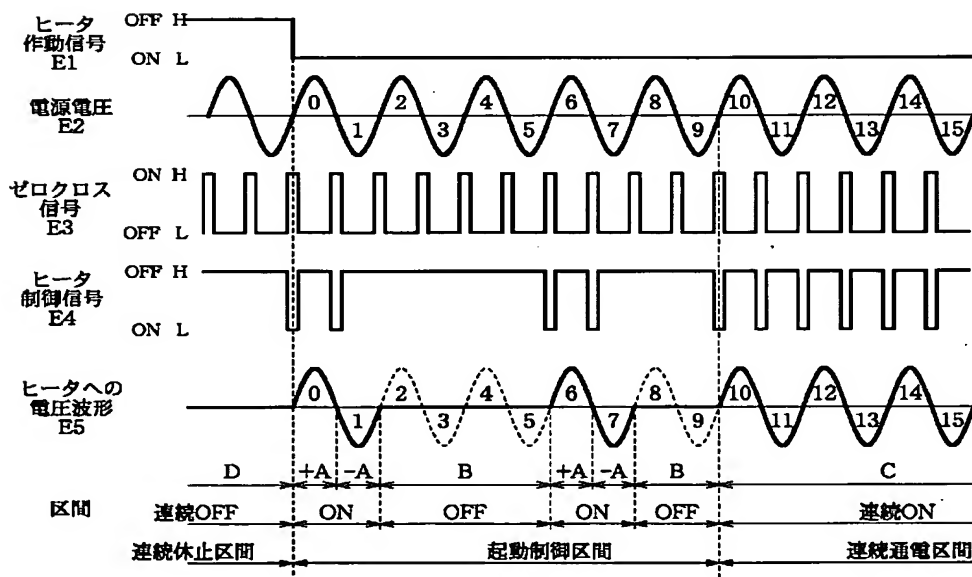 ヒータ
作動信号
E1
OFF H
ON L
電源電圧
E2
0 2 4 6 8 10 12 14
1 3 5 7 9 11 13 15
ゼロクロス
信号
E3
ON H
OFF L
ヒータ
制御信号
E4
OFF H
ON L
ヒータへの
電圧波形
E5
0 2 4 6 8 10 12 14
1 3 5 7 9 11 13 15
D +A -A B +A -A B C
区間
連続OFF ON OFF ON OFF 連続ON
連続休止区間 起動制御区間 連続通電区間